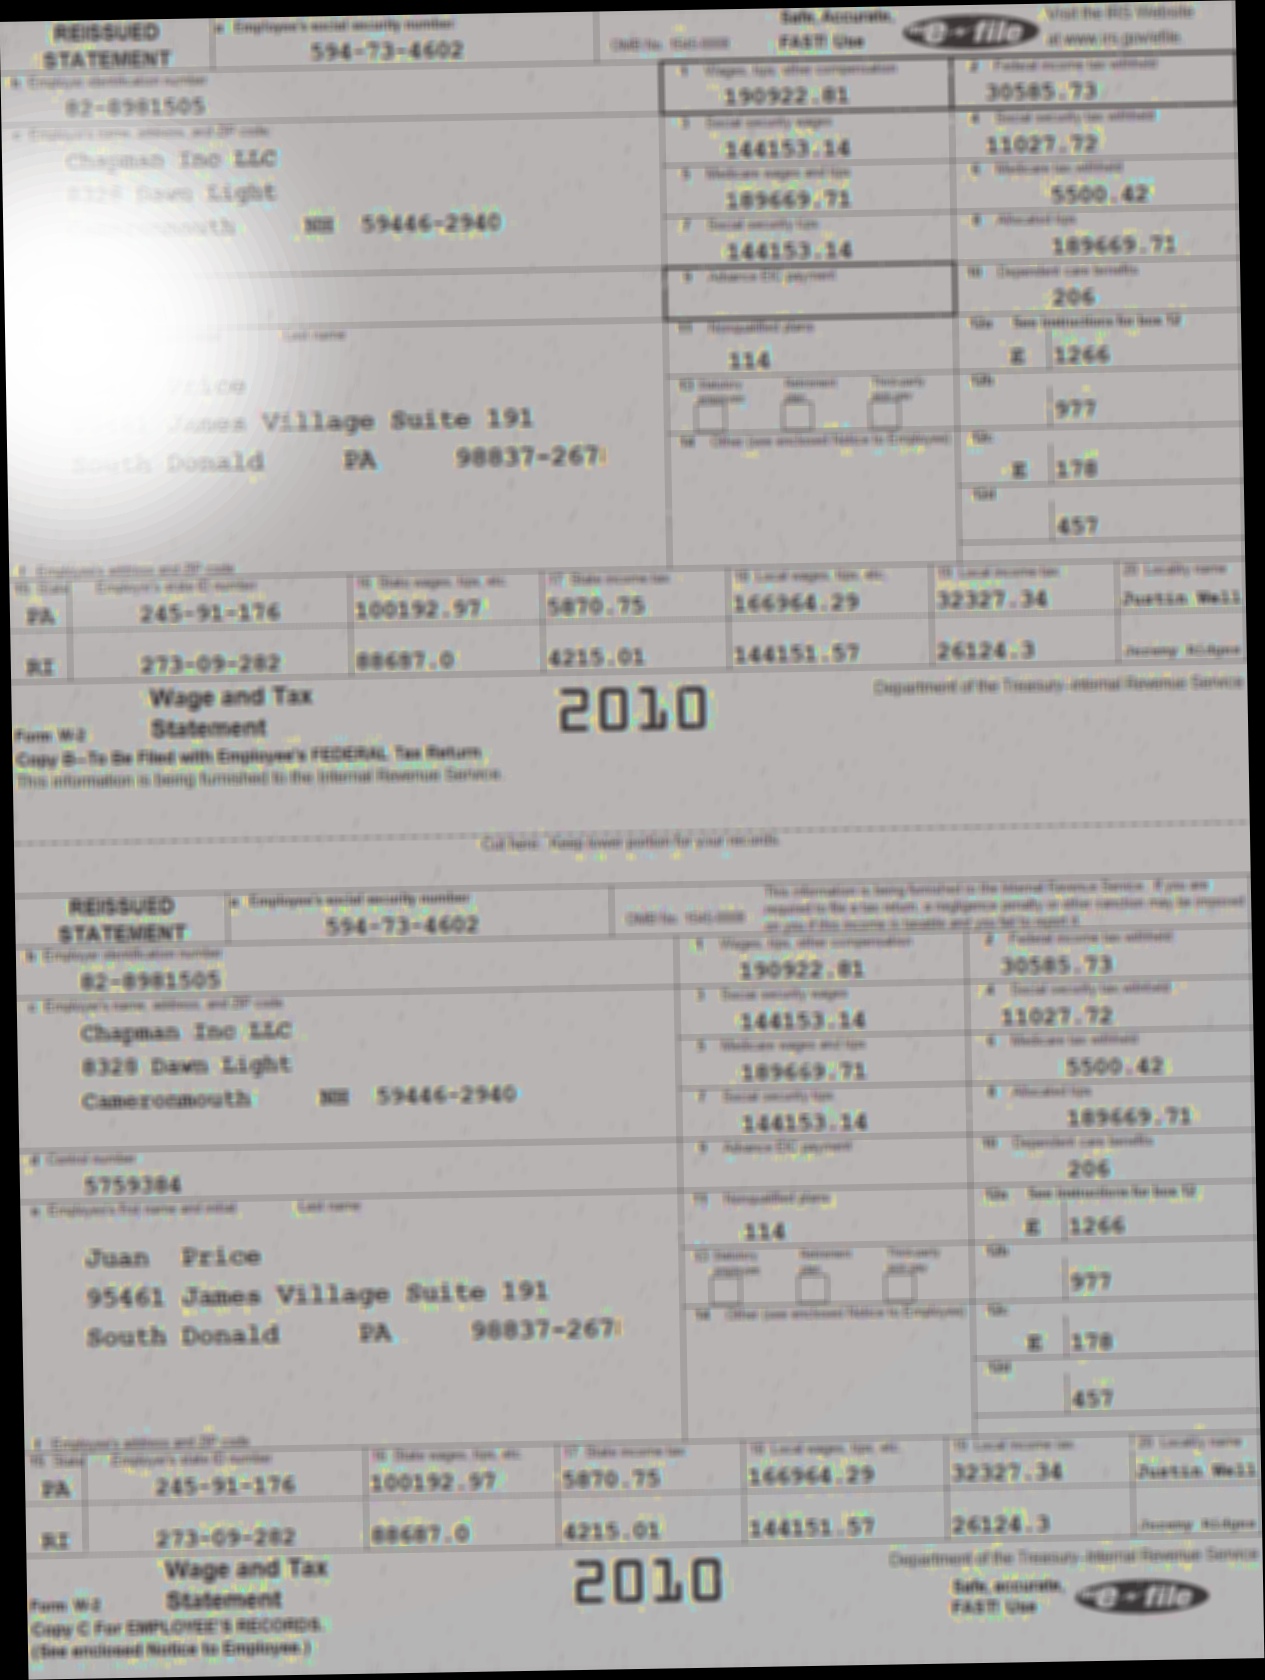 REISSUED STATEMENT
a Employee's social security number
594-73-4602
OMB No. 1545-0008
Safe, Accurate, FAST! Use
e-file
Visit the IRS Website at www.irs.gov/efile.
b Employer identification number
82-8981505
1 Wages, tips, other compensation
190922.81
2 Federal income tax withheld
30585.73
c Employer's name, address, and ZIP code
Chapman Inc LLC
8328 Dawn Light
NH 59446-2940
3 Social security wages
144153.14
4 Social security tax withheld
11027.72
5 Medicare wages and tips
189669.71
6 Medicare tax withheld
5500.42
7 Social security tips
144153.14
8 Allocated tips
189669.71
9 Advance EIC payment
10 Dependent care benefits
206
Last name
11 Nonqualified plans
114
12a See instructions for box 12
E 1266
Price
James Village Suite 191
South Donald PA 98837-267
13 Statutory employee Retirement plan Third-party sick pay
12b
977
14 Other (see enclosed Notice to Employee)
12c
E 178
12d
457
f Employee's address and ZIP code
15 State Employer's state ID number 16 State wages, tips, etc. 17 State income tax 18 Local wages, tips, etc. 19 Local income tax 20 Locality name
PA 245-91-176 100192.97 5870.75 166964.29 32327.34 Justin Well
RI 273-09-282 88687.0 4215.01 144151.57 26124.3
Form W-2 Wage and Tax Statement
2010
Department of the Treasury-Internal Revenue Service
Copy B--To Be Filed with Employee's FEDERAL Tax Return
This information is being furnished to the Internal Revenue Service.
Cut here. Keep lower portion for your records.
REISSUED STATEMENT
a Employee's social security number
594-73-4602
OMB No. 1545-0008
This information is being furnished to the Internal Revenue Service. If you are
required to file a tax return, a negligence penalty or other sanction may be imposed
on you if this income is taxable and you fail to report it.
b Employer identification number
82-8981505
1 Wages, tips, other compensation
190922.81
2 Federal income tax withheld
30585.73
c Employer's name, address, and ZIP code
Chapman Inc LLC
8328 Dawn Light
Cameronmouth NH 59446-2940
3 Social security wages
144153.14
4 Social security tax withheld
11027.72
5 Medicare wages and tips
189669.71
6 Medicare tax withheld
5500.42
7 Social security tips
144153.14
8 Allocated tips
189669.71
d Control number
5759384
9 Advance EIC payment
10 Dependent care benefits
206
e Employee's first name and initial Last name
Juan Price
95461 James Village Suite 191
South Donald PA 98837-267
11 Nonqualified plans
114
12a See instructions for box 12
E 1266
13 Statutory employee Retirement plan Third-party sick pay
12b
977
14 Other (see enclosed Notice to Employee)
12c
E 178
12d
457
f Employee's address and ZIP code
15 State Employer's state ID number 16 State wages, tips, etc. 17 State income tax 18 Local wages, tips, etc. 19 Local income tax 20 Locality name
PA 245-91-176 100192.97 5870.75 166964.29 32327.34 Justin Well
RI 273-09-282 88687.0 4215.01 144151.57 26124.3
Form W-2 Wage and Tax Statement
2010
Department of the Treasury-Internal Revenue Service
Safe, accurate, FAST! Use
e-file
Copy C For EMPLOYEE'S RECORDS.
(See enclosed Notice to Employee.)